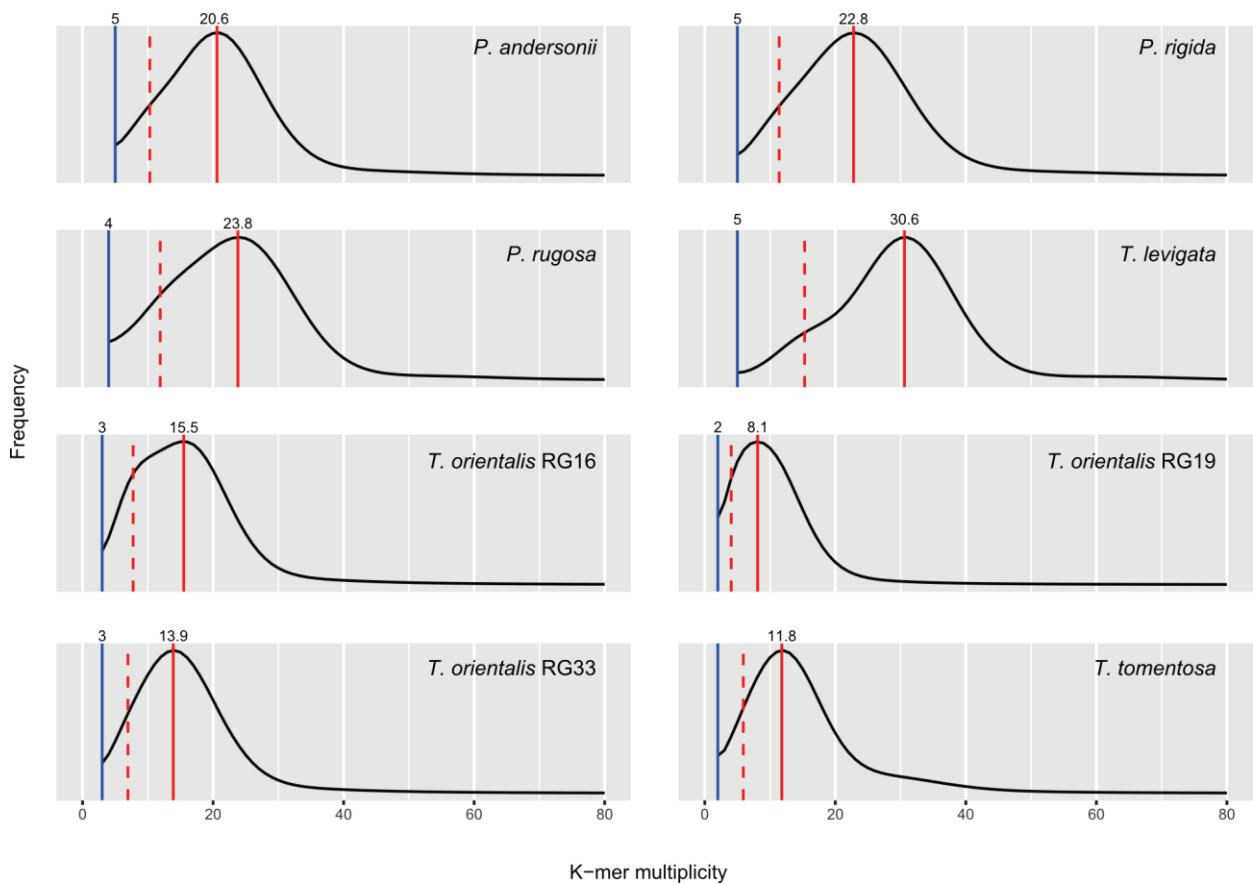 5 20.6
P. andersonii
5 22.8
P. rigida
4 23.8
P. rugosa
5 30.6
T. levigata
Frequency
3 15.5
T. orientalis RG16
2 8.1
T. orientalis RG19
3 13.9
T. orientalis RG33
11.8
T. tomentosa
0 20 40 60 80
0 20 40 60 80
K−mer multiplicity